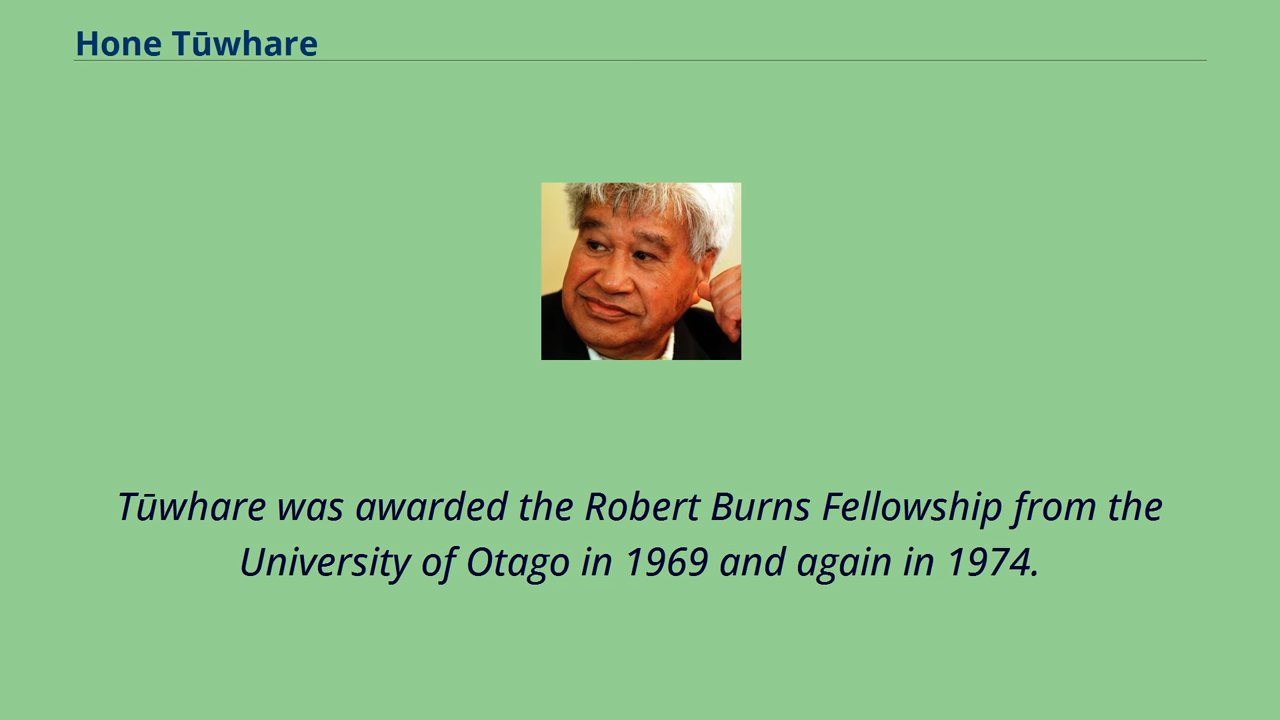 Hone Tūwhare
Tūwhare was awarded the Robert Burns Fellowship from the
University of Otago in 1969 and again in 1974.